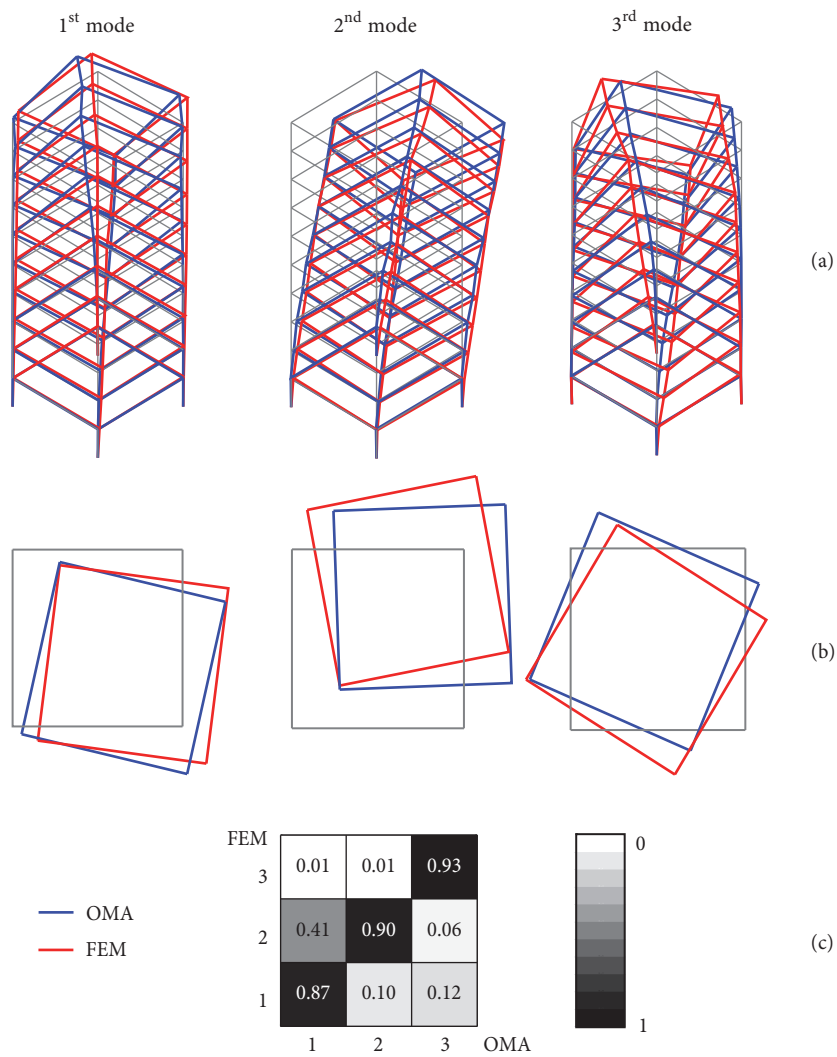 1st mode
2nd mode
3rd mode
(a)
(b)
FEM
3
2
1
0.01 0.01 0.93
0.41 0.90 0.06
0.87 0.10 0.12
1 2 3 OMA
OMA
FEM
0
1
(c)